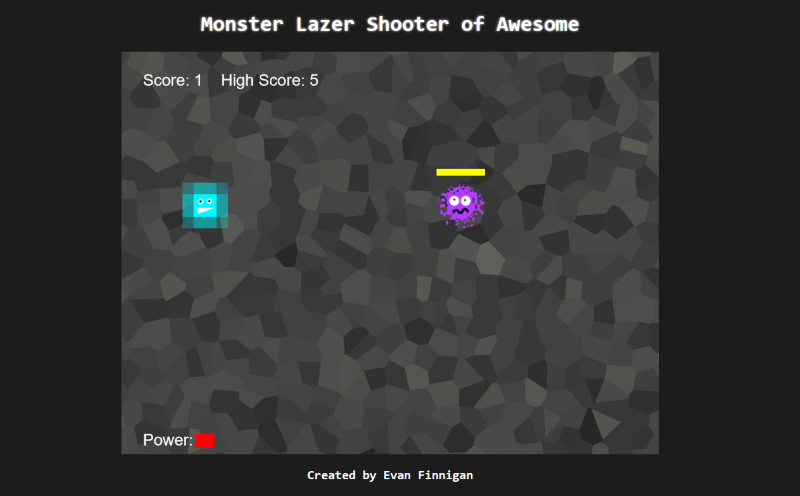 Monster Lazer Shooter of Awesome
Score: 1 High Score: 5
Power:
Created by Evan Finnigan